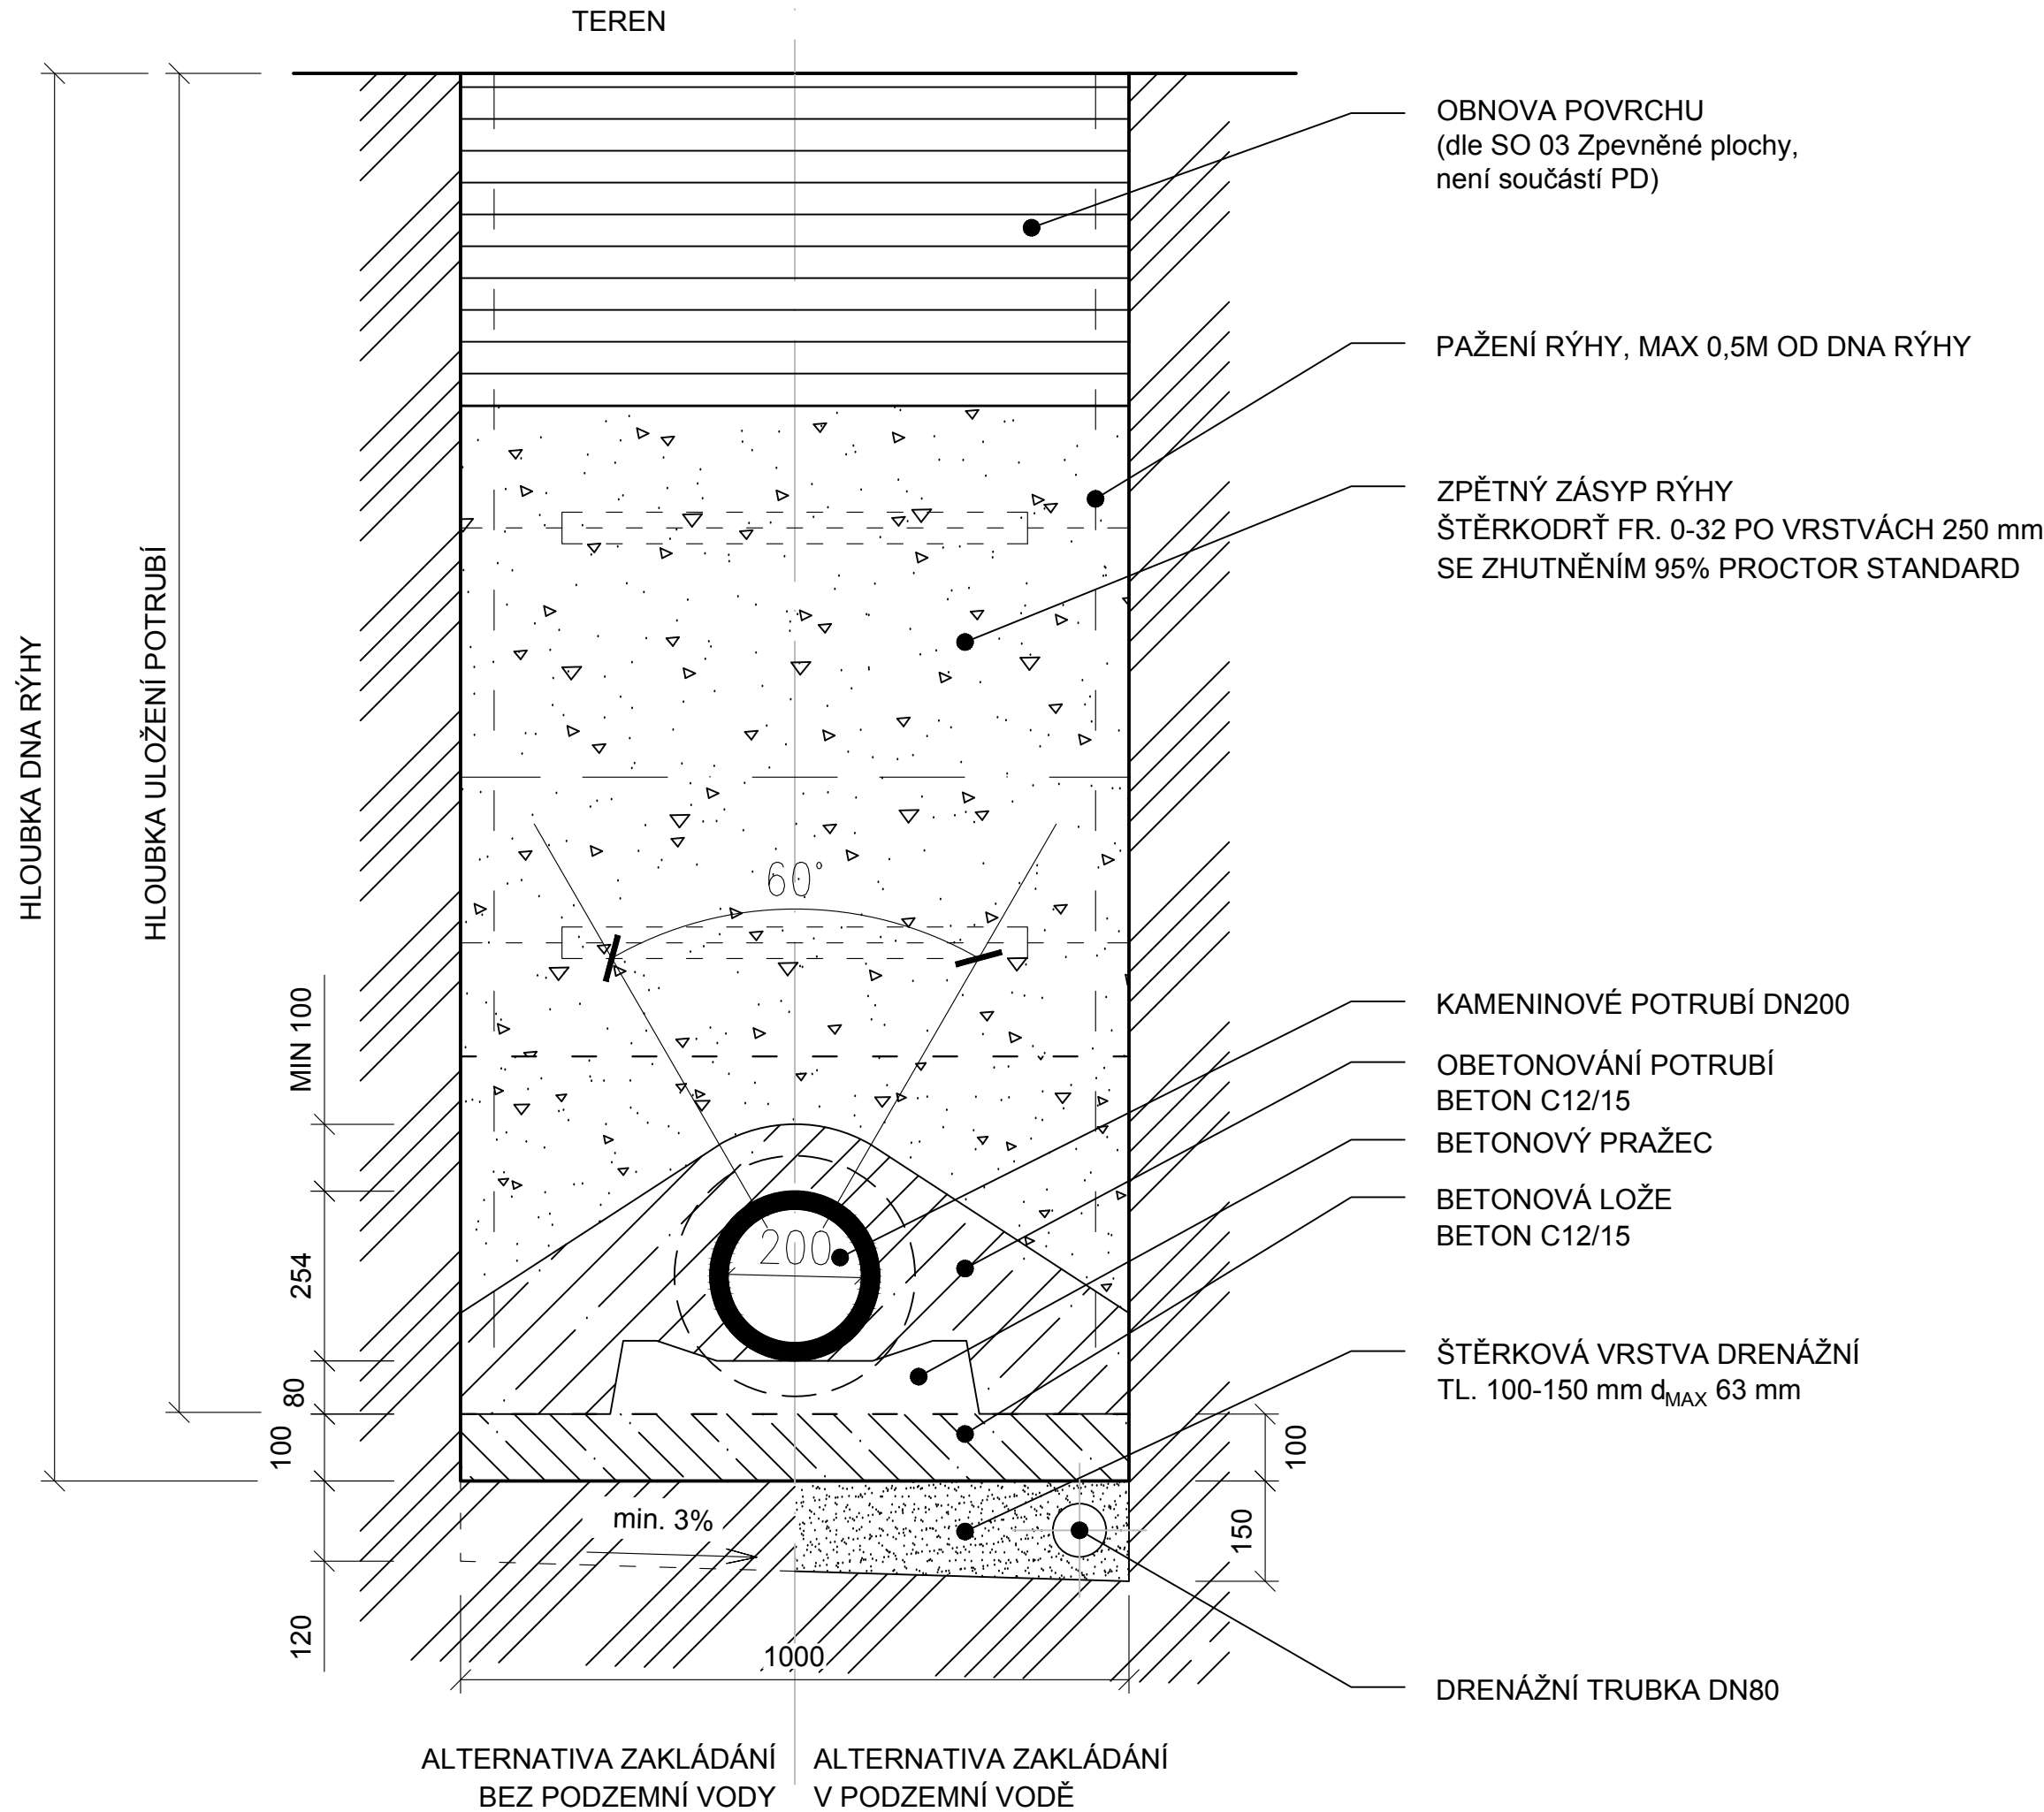 TEREN
OBNOVA POVRCHU
(dle SO 03 Zpevněné plochy,
není součástí PD)
PAŽENÍ RÝHY, MAX 0,5M OD DNA RÝHY
ZPĚTNÝ ZÁSYP RÝHY
ŠTĚRKODRŤ FR. 0-32 PO VRSTVÁCH 250 mm
SE ZHUTNĚNÍM 95% PROCTOR STANDARD
HLOUBKA DNA RÝHY
HLOUBKA ULOŽENÍ POTRUBÍ
60°
MIN 100
254
80
100
120
200
KAMENINOVÉ POTRUBÍ DN200
OBETONOVÁNÍ POTRUBÍ
BETON C12/15
BETONOVÝ PRAŽEC
BETONOVÁ LOŽE
BETON C12/15
ŠTĚRKOVÁ VRSTVA DRENÁŽNÍ
TL. 100-150 mm dMAX 63 mm
100
150
min. 3%
1000
DRENÁŽNÍ TRUBKA DN80
ALTERNATIVA ZAKLÁDÁNÍ
BEZ PODZEMNÍ VODY
ALTERNATIVA ZAKLÁDÁNÍ
V PODZEMNÍ VODĚ